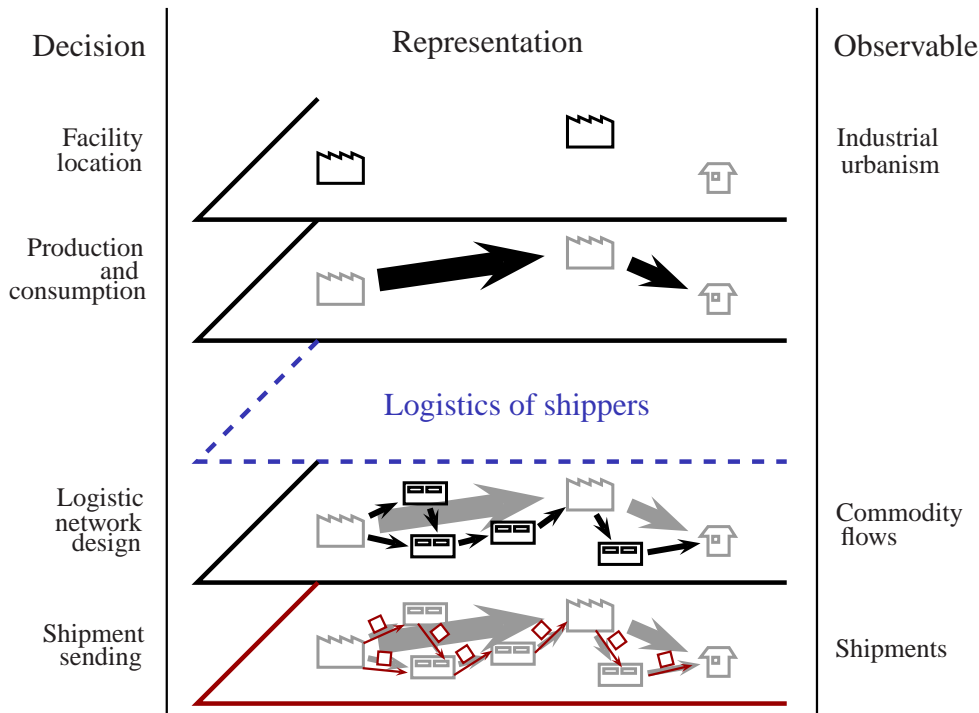 Decision
Representation
Observable
Facility
location
Industrial
urbanism
Production
and
consumption
Logistics of shippers
Logistic
network
design
Commodity
flows
Shipment
sending
Shipments